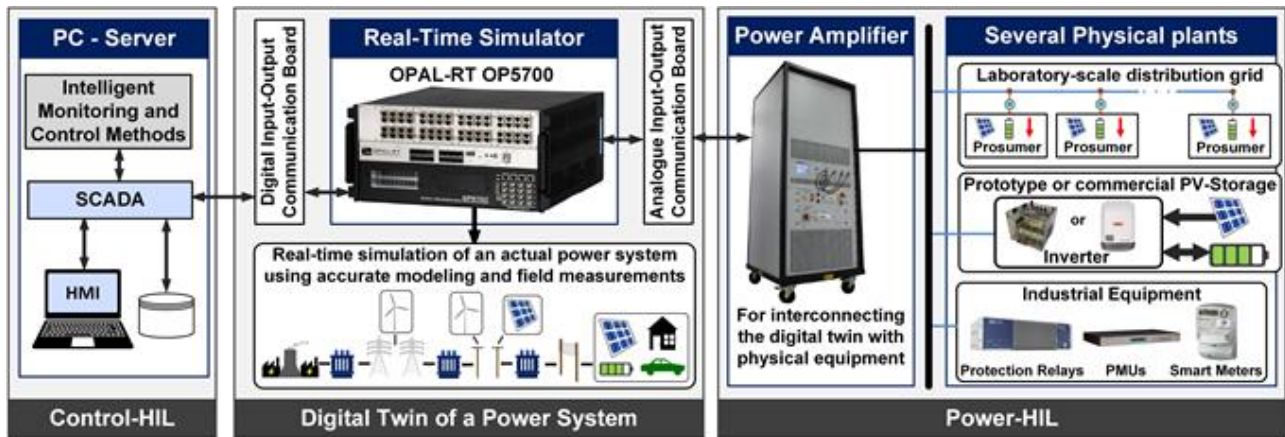 PC - Server
Intelligent
Monitoring and
Control Methods
SCADA
HMI
Control-HIL
Digital Input-Output
Communication Board
Real-Time Simulator
OPAL-RT OP5700
Analogue Input-Output
Communication Board
Real-time simulation of an actual power system
using accurate modeling and field measurements
Digital Twin of a Power System
Power Amplifier
For interconnecting
the digital twin with
physical equipment
Several Physical plants
Laboratory-scale distribution grid
Prosumer
Prosumer
Prosumer
Prototype or commercial PV-Storage
or
Inverter
Industrial Equipment
Protection Relays
PMUs
Smart Meters
Power-HIL